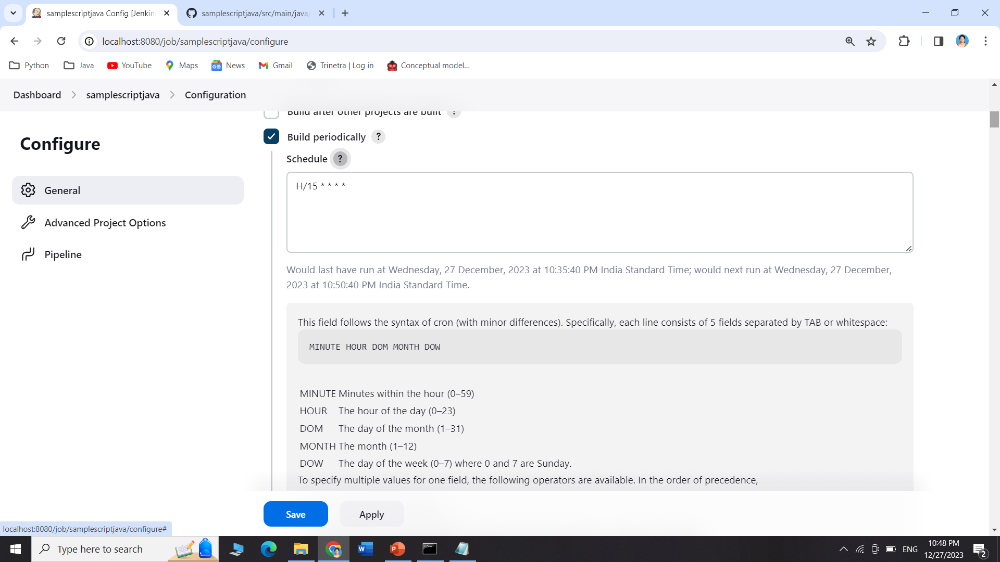 samplescriptjava Config [Jenkin
samplescriptjava/src/main/java/
localhost:8080/job/samplescriptjava/configure
Python
Java
YouTube
Maps
News
Gmail
Trinetra | Log in
Conceptual model...
Dashboard
samplescriptjava
Configuration
Build after other projects are built ?
Configure
Build periodically ?
Schedule ?
General
H/15 * * * *
Advanced Project Options
Pipeline
Would last have run at Wednesday, 27 December, 2023 at 10:35:40 PM India Standard Time; would next run at Wednesday, 27 December,
2023 at 10:50:40 PM India Standard Time.
This field follows the syntax of cron (with minor differences). Specifically, each line consists of 5 fields separated by TAB or whitespace:
MINUTE HOUR DOM MONTH DOW
MINUTE Minutes within the hour (0–59)
HOUR The hour of the day (0–23)
DOM The day of the month (1–31)
MONTH The month (1–12)
DOW The day of the week (0–7) where 0 and 7 are Sunday.
To specify multiple values for one field, the following operators are available. In the order of precedence,
Save
Apply
localhost:8080/job/samplescriptjava/configure#
Type here to search
ENG
10:48 PM
12/27/2023
2